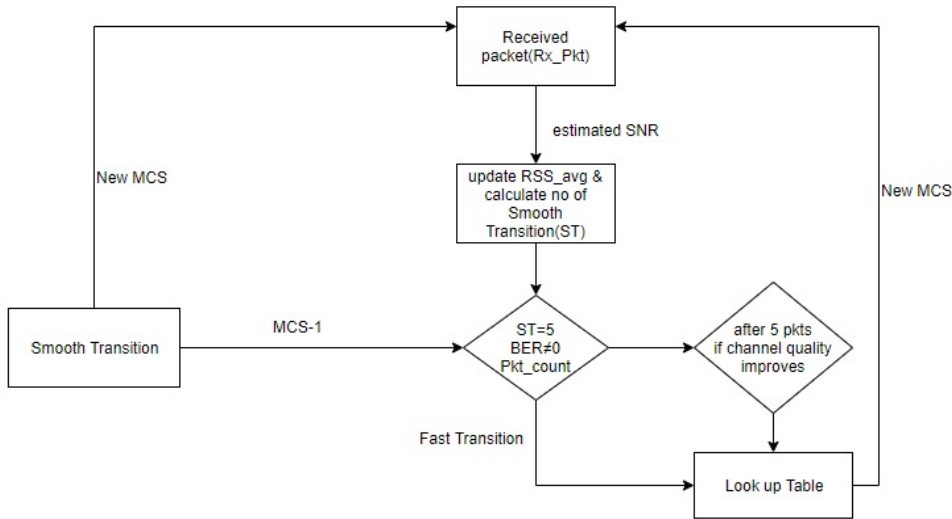 Received
packet(Rx_Pkt)
estimated SNR
New MCS
New MCS
update RSS_avg &
calculate no of
Smooth
Transition(ST)
Smooth Transition
MCS-1
ST=5
BER≠0
Pkt_count
after 5 pkts
if channel quality
improves
Fast Transition
Look up Table